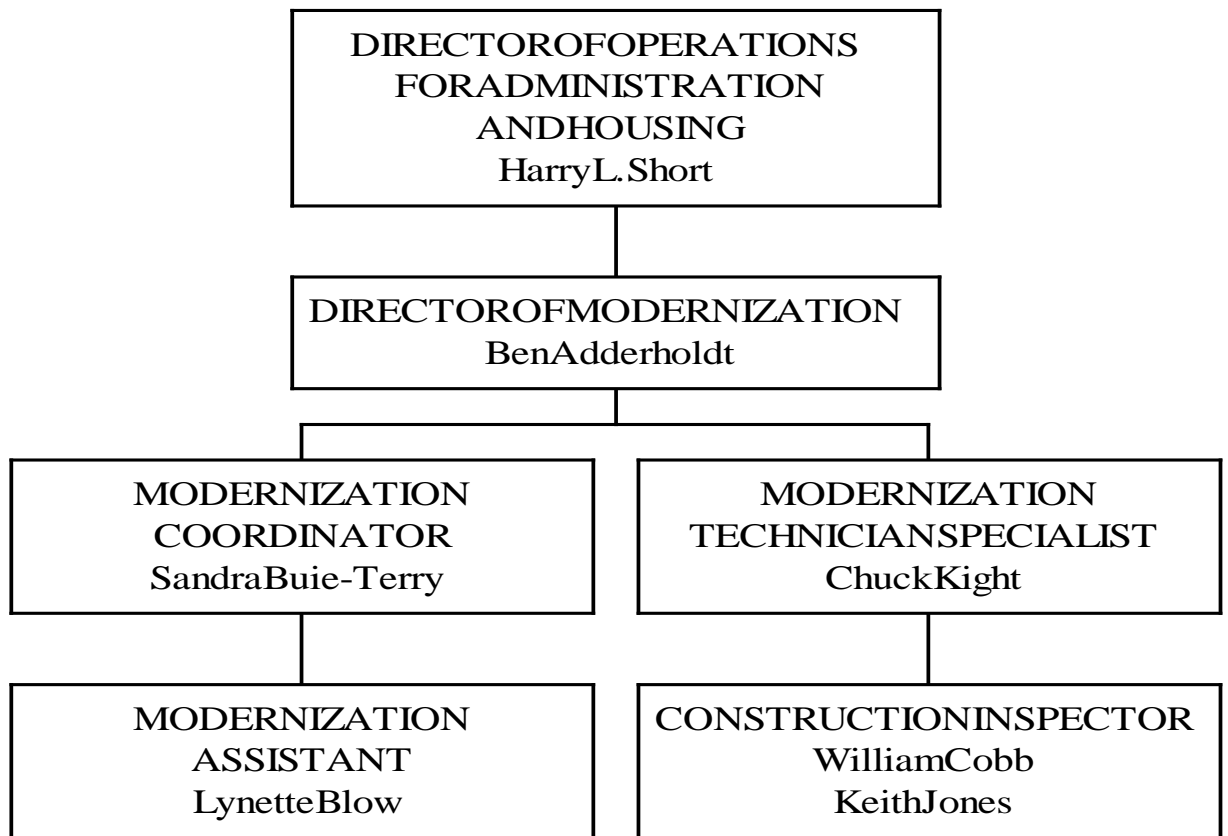 DIRECTOROFOPERATIONS
FORADMINISTRATION
ANDHOUSING
HarryL.Short
DIRECTOROFMODERNIZATION
BenAdderholdt
MODERNIZATION
COORDINATOR
SandraBuie-Terry
MODERNIZATION
TECHNICIANSPECIALIST
ChuckKight
MODERNIZATION
ASSISTANT
LynetteBlow
CONSTRUCTIONINSPECTOR
WilliamCobb
KeithJones